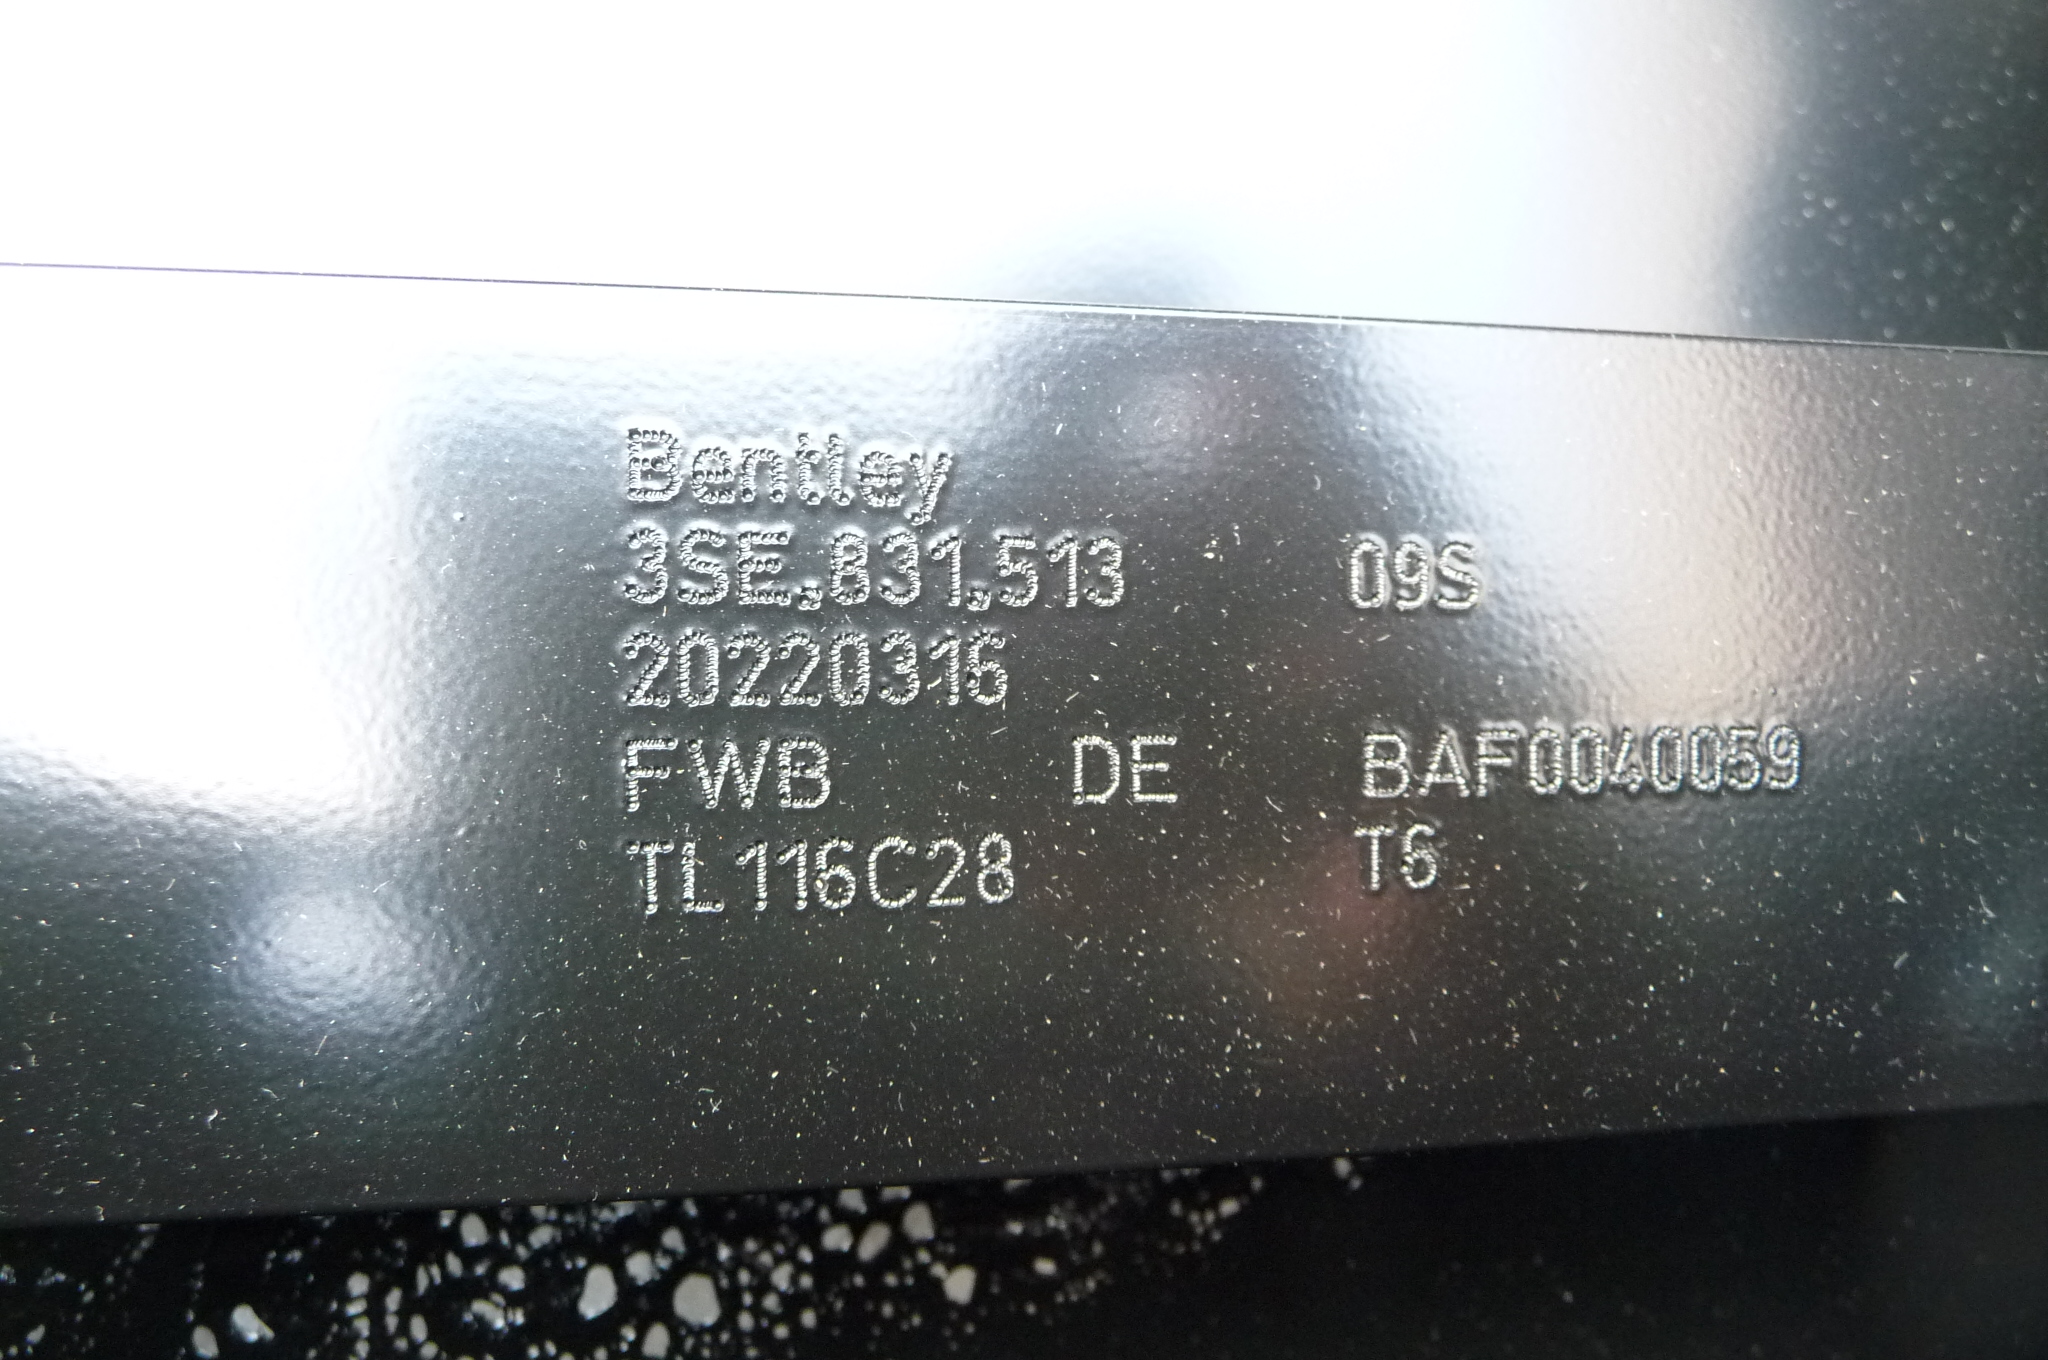 Bentley
3SE.831.513 09S
20220316
FWB DE BAF0040059
TL116C28 T6